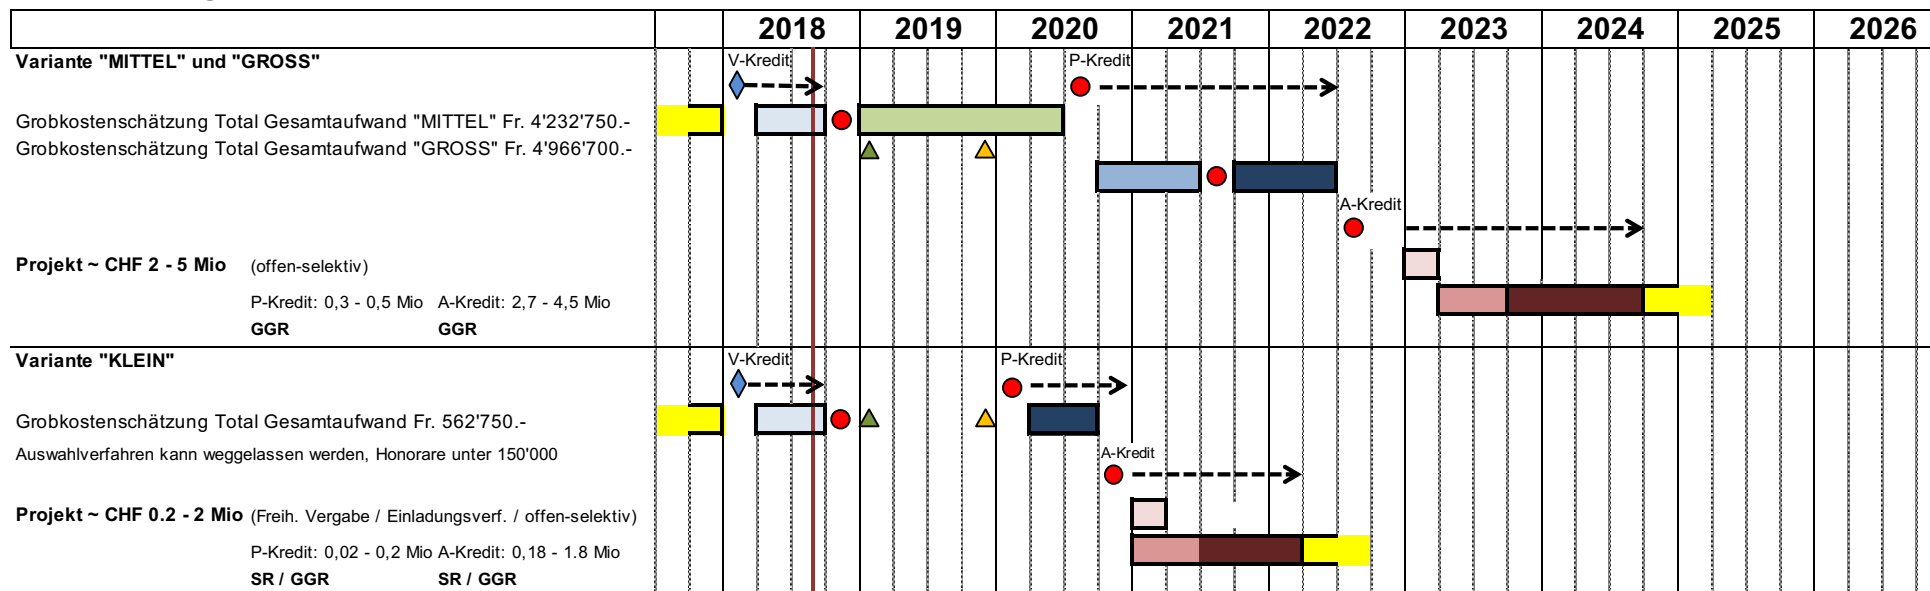 2018 2019 2020 2021 2022 2023 2024 2025 2026
Variante "MITTEL" und "GROSS"
V-Kredit
P-Kredit
Grobkostenschätzung Total Gesamtaufwand "MITTEL" Fr. 4'232'750.-
Grobkostenschätzung Total Gesamtaufwand "GROSS" Fr. 4'966'700.-
A-Kredit
Projekt ~ CHF 2 - 5 Mio (offen-selektiv)
P-Kredit: 0,3 - 0,5 Mio A-Kredit: 2,7 - 4,5 Mio
GGR GGR
Variante "KLEIN"
V-Kredit
P-Kredit
Grobkostenschätzung Total Gesamtaufwand Fr. 562'750.-
Auswahlverfahren kann weggelassen werden, Honorare unter 150'000
A-Kredit
Projekt ~ CHF 0.2 - 2 Mio (Freih. Vergabe / Einladungsverf. / offen-selektiv)
P-Kredit: 0,02 - 0,2 Mio A-Kredit: 0,18 - 1.8 Mio
SR / GGR SR / GGR